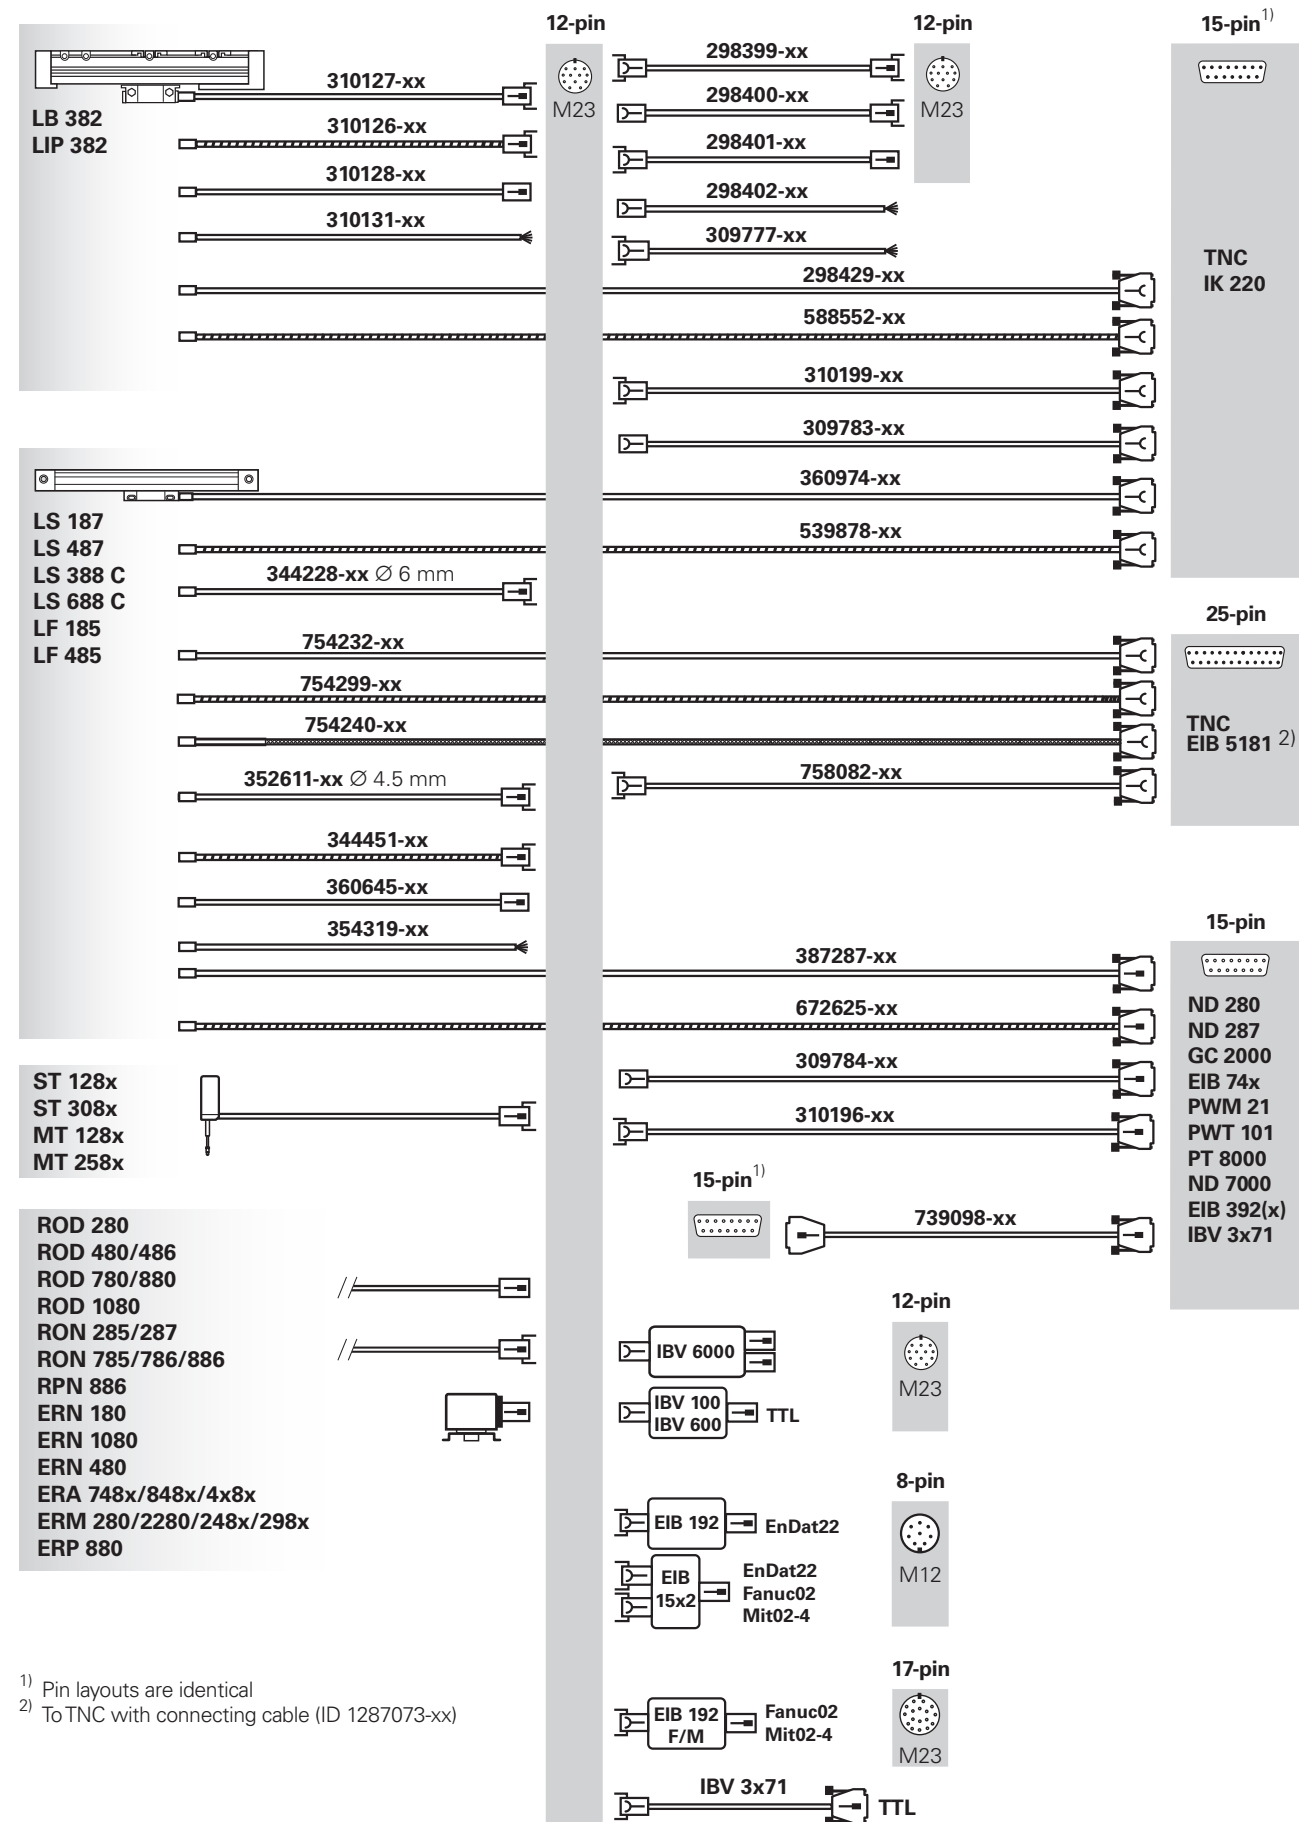 12-pin
12-pin
15-pin1)
298399-xx
310127-xx
298400-xx
M23
M23
LB 382
LIP 382
310126-xx
298401-xx
310128-xx
298402-xx
310131-xx
309777-xx
TNC
IK 220
298429-xx
588552-xx
310199-xx
309783-xx
360974-xx
LS 187
LS 487
LS 388 C
LS 688 C
LF 185
LF 485
539878-xx
344228-xx Ø 6 mm
25-pin
754232-xx
754299-xx
754240-xx
TNC
EIB 5181 2)
352611-xx Ø 4.5 mm
758082-xx
344451-xx
360645-xx
354319-xx
15-pin
387287-xx
672625-xx
309784-xx
310196-xx
ND 280
ND 287
GC 2000
EIB 74x
PWM 21
PWT 101
PT 8000
ND 7000
EIB 392(x)
IBV 3x71
ST 128x
ST 308x
MT 128x
MT 258x
15-pin1)
739098-xx
ROD 280
ROD 480/486
ROD 780/880
ROD 1080
RON 285/287
RON 785/786/886
RPN 886
ERN 180
ERN 1080
ERN 480
ERA 748x/848x/4x8x
ERM 280/2280/248x/298x
ERP 880
12-pin
IBV 6000
M23
IBV 100
IBV 600
TTL
8-pin
EIB 192
EnDat22
M12
EIB
15x2
EnDat22
Fanuc02
Mit02-4
17-pin
EIB 192
F/M
Fanuc02
Mit02-4
M23
IBV 3x71
TTL
1) Pin layouts are identical
2) To TNC with connecting cable (ID 1287073-xx)